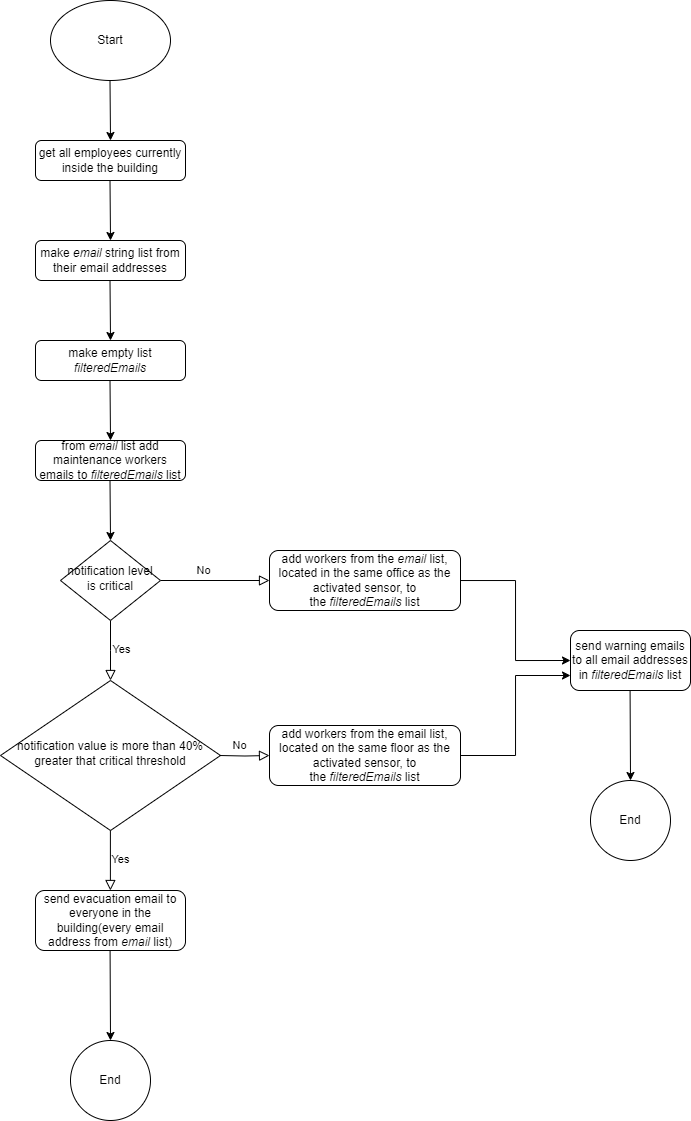 Start
get all employees currently
inside the building
make email string list from
their email addresses
make empty list
filteredEmails
from email list add
maintenance workers
emails to filteredEmails list
notification level
is critical
No
add workers from the email list,
located in the same office as the
activated sensor, to
the filteredEmails list
Yes
send warning emails
to all email addresses
in filteredEmails list
notification value is more than 40%
greater that critical threshold
No
add workers from the email list,
located on the same floor as the
activated sensor, to
the filteredEmails list
End
Yes
send evacuation email to
everyone in the
building(every email
address from email list)
End